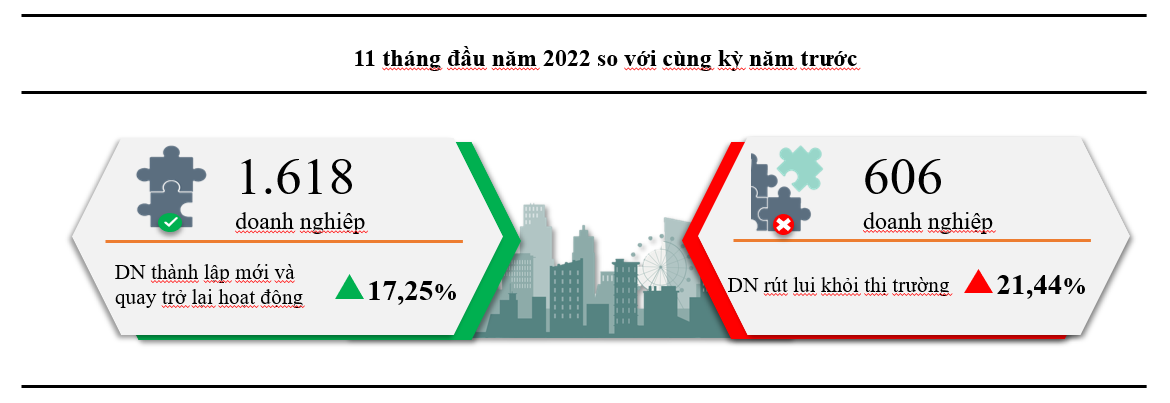 11 tháng đầu năm 2022 so với cùng kỳ năm trước
1.618
doanh nghiệp
DN thành lập mới và
quay trở lại hoạt động
17,25%
606
doanh nghiệp
DN rút lui khỏi thị trường
21,44%